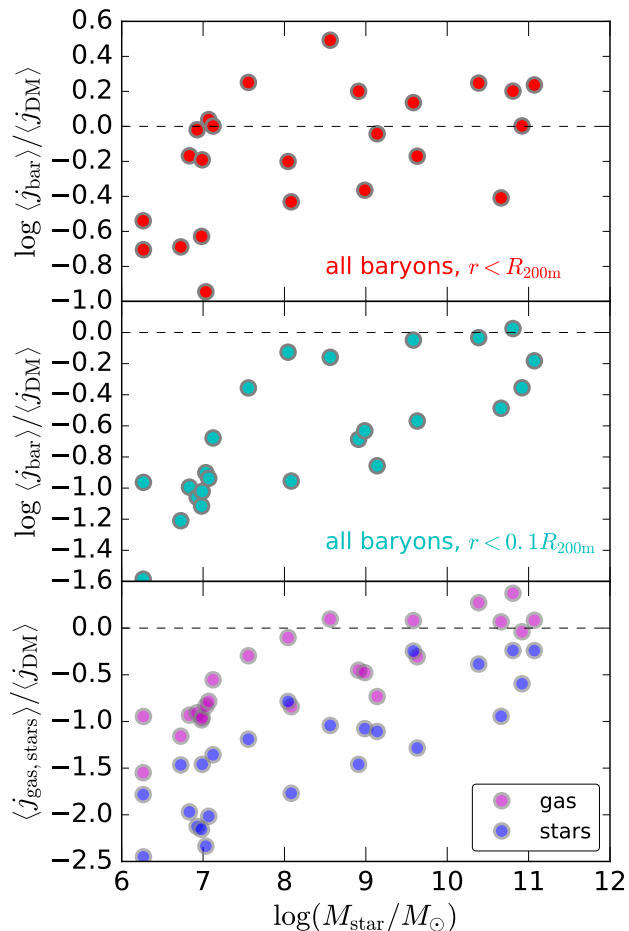 0.6
0.4
0.2
0.0
−0.2
−0.4
−0.6
−0.8
−1.0
log ⟨j_bar⟩/⟨j_DM⟩
all baryons, r < R_200m
0.0
−0.2
−0.4
−0.6
−0.8
−1.0
−1.2
−1.4
−1.6
log ⟨j_bar⟩/⟨j_DM⟩
all baryons, r < 0.1R_200m
0.0
−0.5
−1.0
−1.5
−2.0
−2.5
⟨j_gas, stars⟩/⟨j_DM⟩
gas
stars
6 7 8 9 10 11 12
log(M_star/M_⊙)